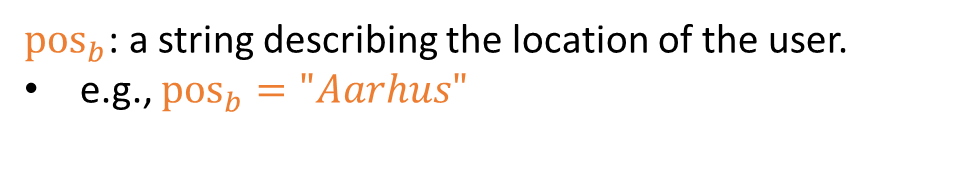 pos_b: a string describing the location of the user.
• e.g., pos_b = "Aarhus"